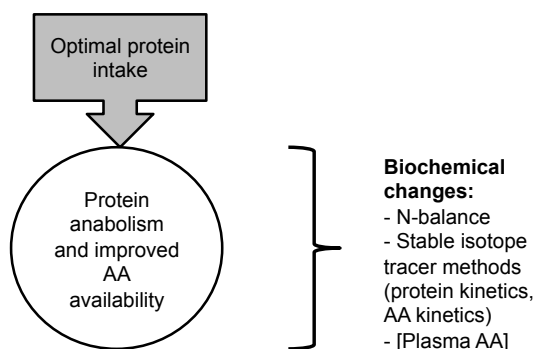 Optimal protein
intake
Protein
anabolism
and improved
AA
availability
Biochemical
changes:
- N-balance
- Stable isotope
tracer methods
(protein kinetics,
AA kinetics)
- [Plasma AA]